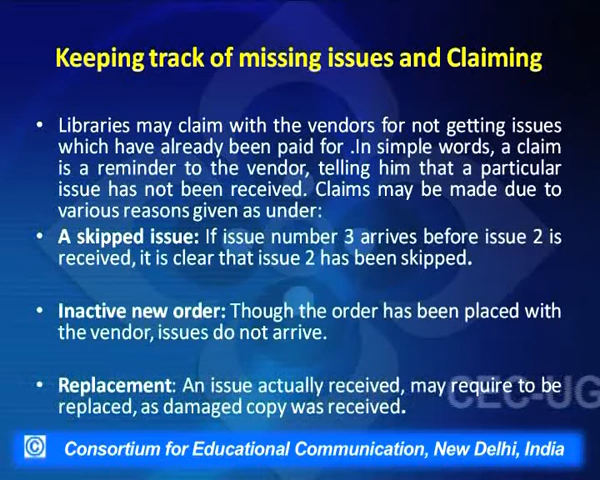 Keeping track of missing issues and Claiming
• Libraries may claim with the vendors for not getting issues
which have already been paid for .In simple words, a claim
is a reminder to the vendor, telling him that a particular
issue has not been received. Claims may be made due to
various reasons given as under:
• A skipped issue: If issue number 3 arrives before issue 2 is
received, it is clear that issue 2 has been skipped.
• Inactive new order: Though the order has been placed with
the vendor, issues do not arrive.
• Replacement: An issue actually received, may require to be
replaced, as damaged copy was received.
CEC-UG
© Consortium for Educational Communication, New Delhi, India